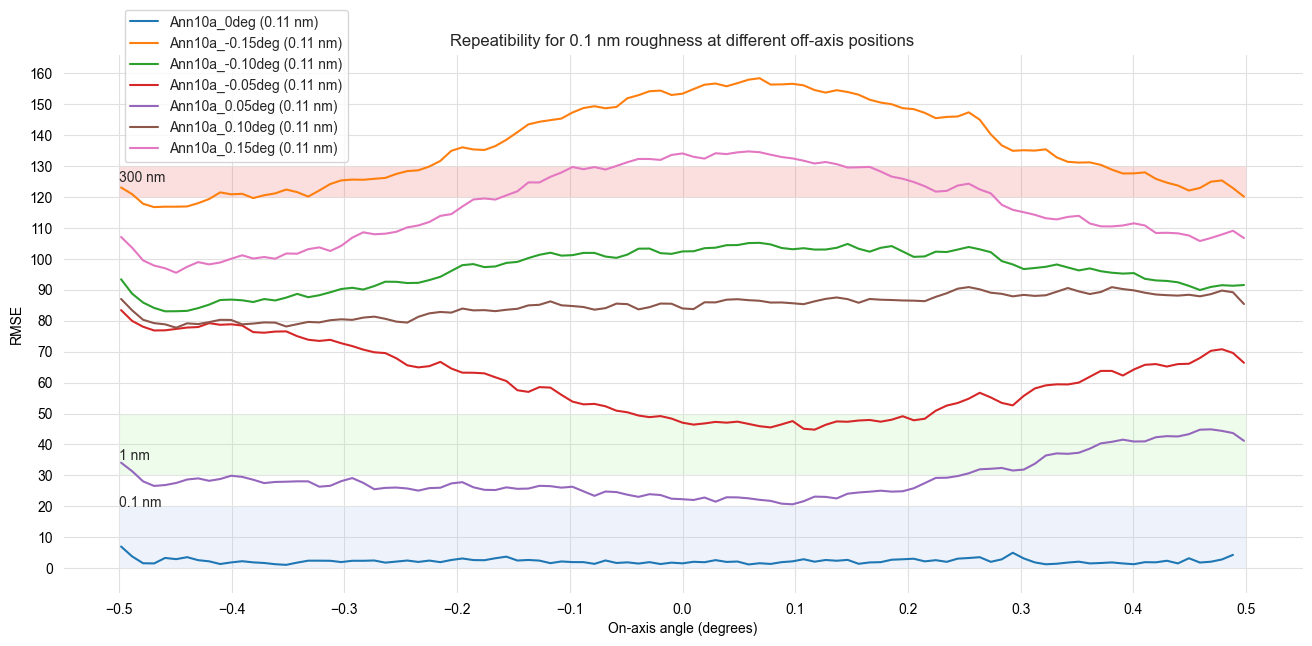 Ann10a_0deg (0.11 nm)
Ann10a_-0.15deg (0.11 nm)
Ann10a_-0.10deg (0.11 nm)
Ann10a_-0.05deg (0.11 nm)
Ann10a_0.05deg (0.11 nm)
Ann10a_0.10deg (0.11 nm)
Ann10a_0.15deg (0.11 nm)
Repeatibility for 0.1 nm roughness at different off-axis positions
160
150
140
130
120
110
100
90
80
70
60
50
40
30
20
10
0
RMSE
300 nm
1 nm
0.1 nm
−0.5 −0.4 −0.3 −0.2 −0.1 0.0 0.1 0.2 0.3 0.4 0.5
On-axis angle (degrees)